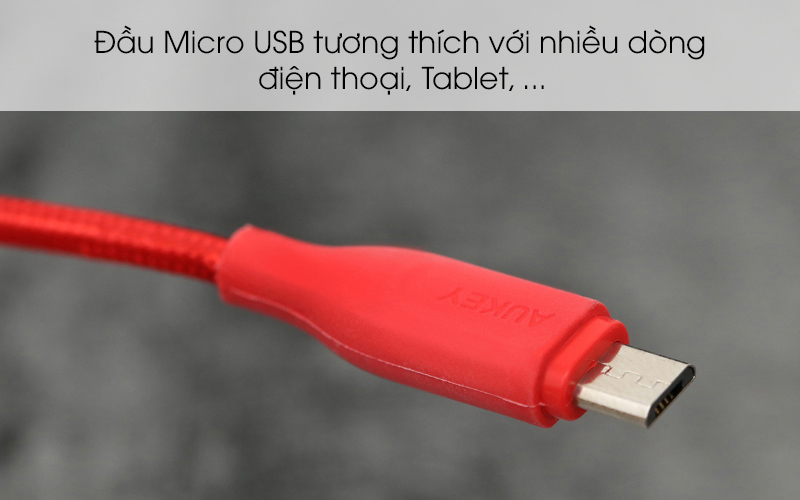 Đầu Micro USB tương thích với nhiều dòng
điện thoại, Tablet, ...
AUKEY